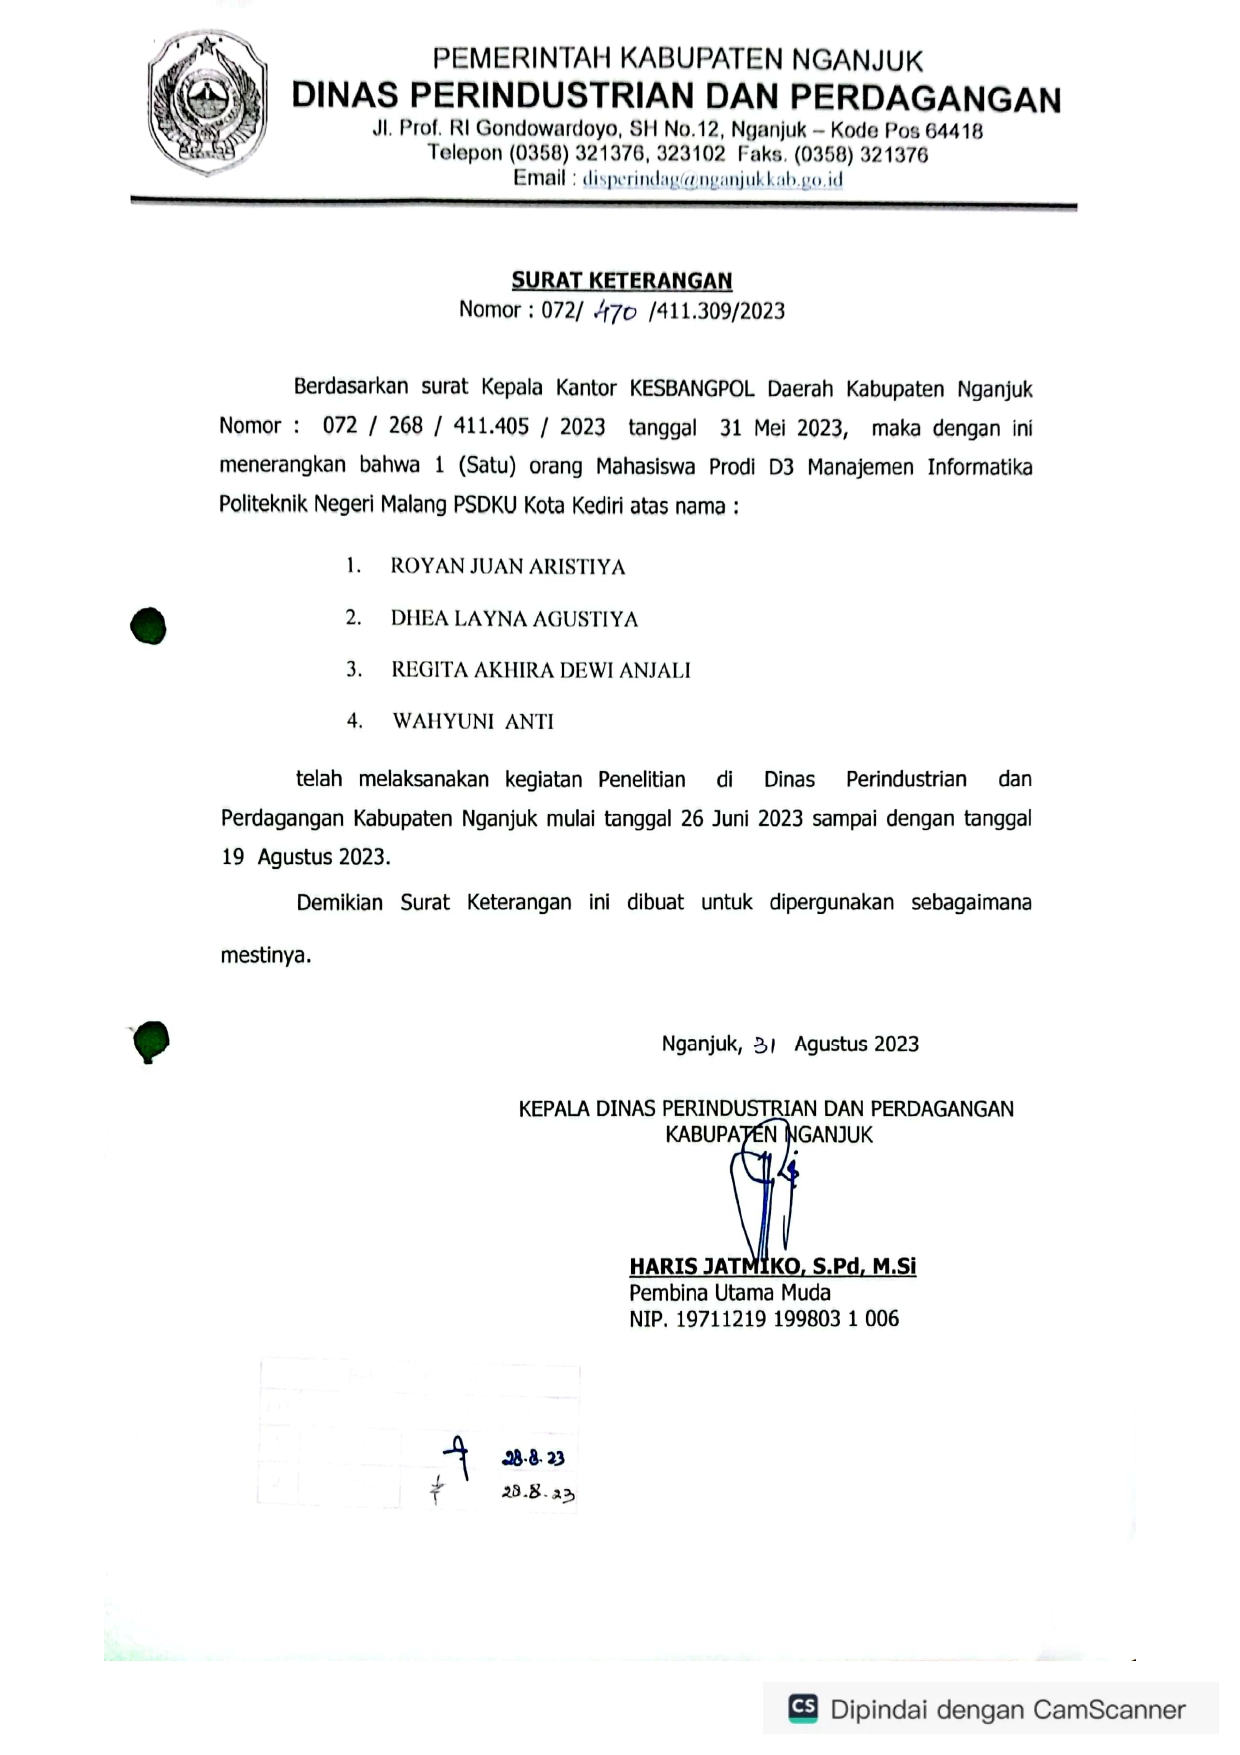 PEMERINTAH KABUPATEN NGANJUK
DINAS PERINDUSTRIAN DAN PERDAGANGAN
Jl. Prof. RI Gondowardoyo, SH No.12, Nganjuk – Kode Pos 64418
Telepon (0358) 321376, 323102 Faks. (0358) 321376
Email : disperindag@nganjukkab.go.id
SURAT KETERANGAN
Nomor : 072/ 470 /411.309/2023
Berdasarkan surat Kepala Kantor KESBANGPOL Daerah Kabupaten Nganjuk
Nomor : 072 / 268 / 411.405 / 2023 tanggal 31 Mei 2023, maka dengan ini
menerangkan bahwa 1 (Satu) orang Mahasiswa Prodi D3 Manajemen Informatika
Politeknik Negeri Malang PSDKU Kota Kediri atas nama :
1. ROYAN JUAN ARISTIYA
2. DHEA LAYNA AGUSTIYA
3. REGITA AKHIRA DEWI ANJALI
4. WAHYUNI ANTI
telah melaksanakan kegiatan Penelitian di Dinas Perindustrian dan
Perdagangan Kabupaten Nganjuk mulai tanggal 26 Juni 2023 sampai dengan tanggal
19 Agustus 2023.
Demikian Surat Keterangan ini dibuat untuk dipergunakan sebagaimana
mestinya.
Nganjuk, 31 Agustus 2023
KEPALA DINAS PERINDUSTRIAN DAN PERDAGANGAN
KABUPATEN NGANJUK
HARIS JATMIKO, S.Pd, M.Si
Pembina Utama Muda
NIP. 19711219 199803 1 006
28.8.23
28.8.23
CS Dipindai dengan CamScanner